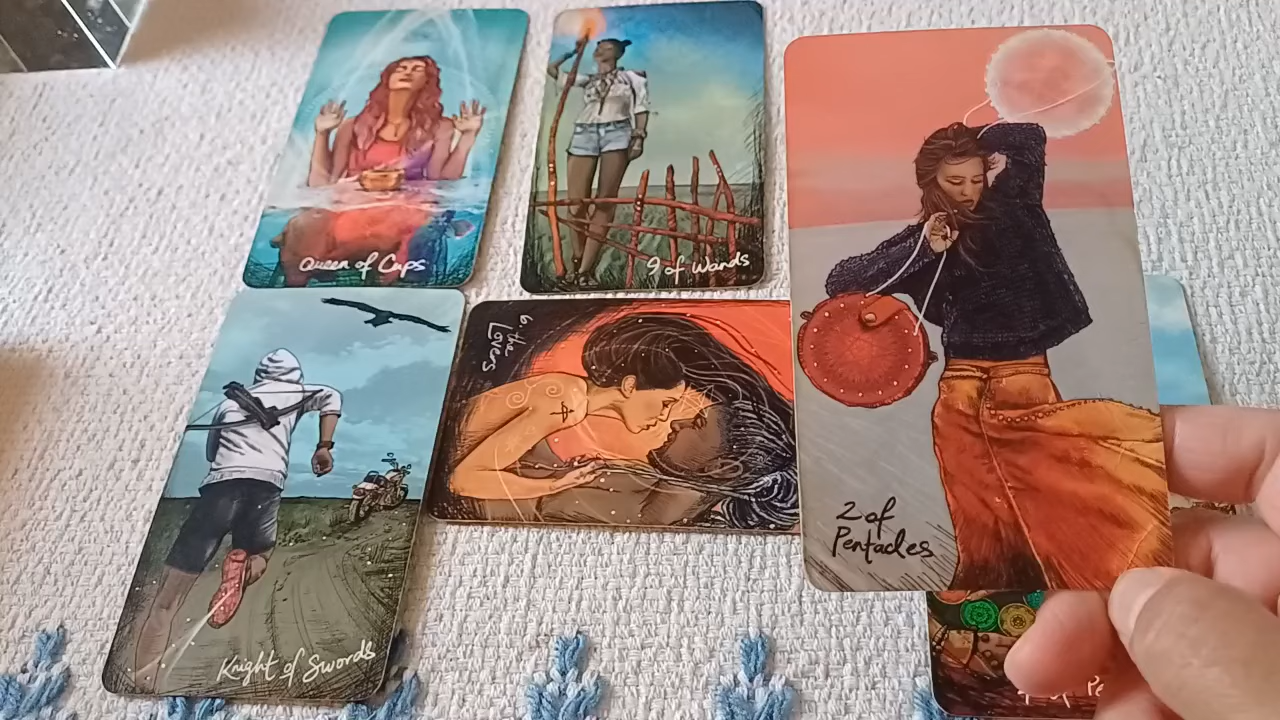 Queen of Cups
9 of Wands
6. the
Lovers
2 of
Pentacles
Knight of Swords